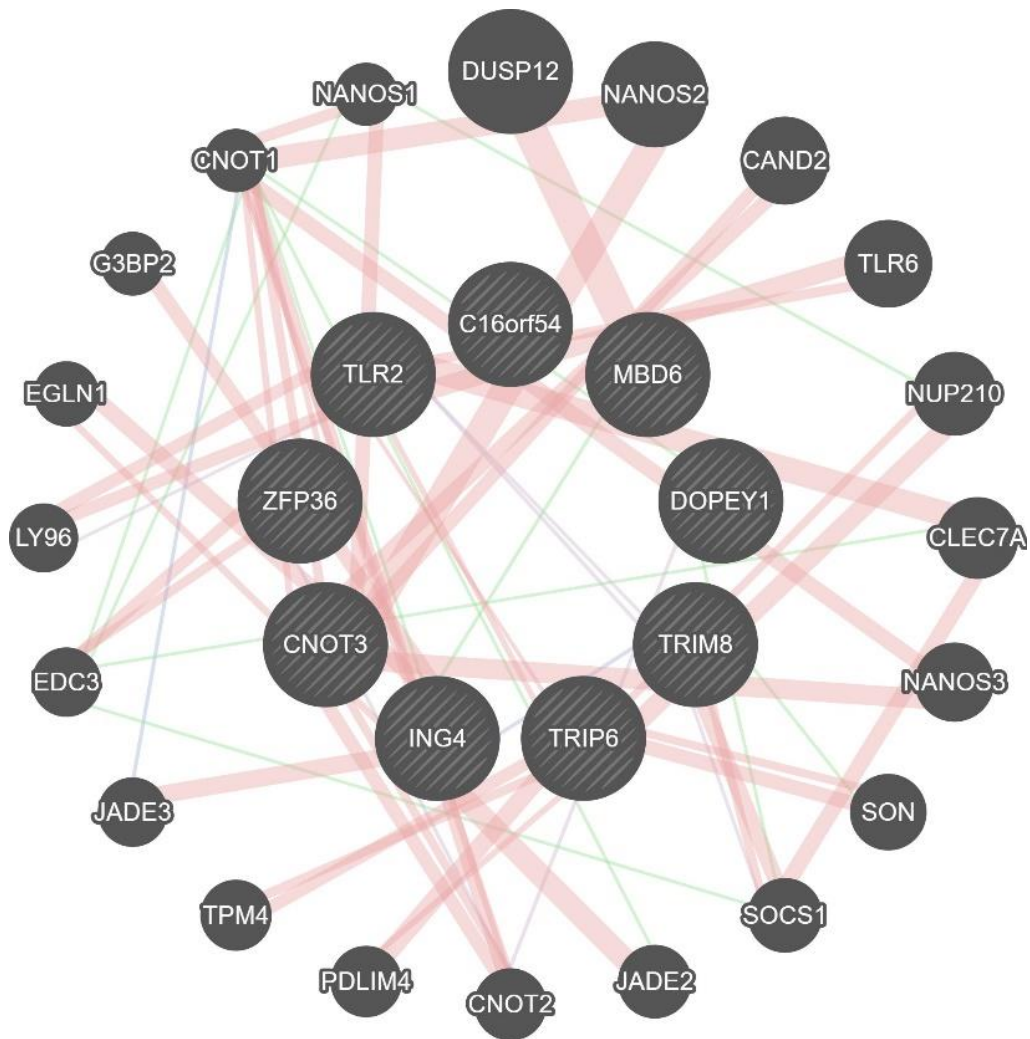 DUSP12
NANOS1
NANOS2
CNOT1
CAND2
G3BP2
TLR6
C16orf54
TLR2
MBD6
EGLN1
NUP210
ZFP36
DOPEY1
LY96
CLEC7A
CNOT3
TRIM8
EDC3
NANOS3
ING4
TRIP6
JADE3
SON
TPM4
SOCS1
PDLIM4
JADE2
CNOT2